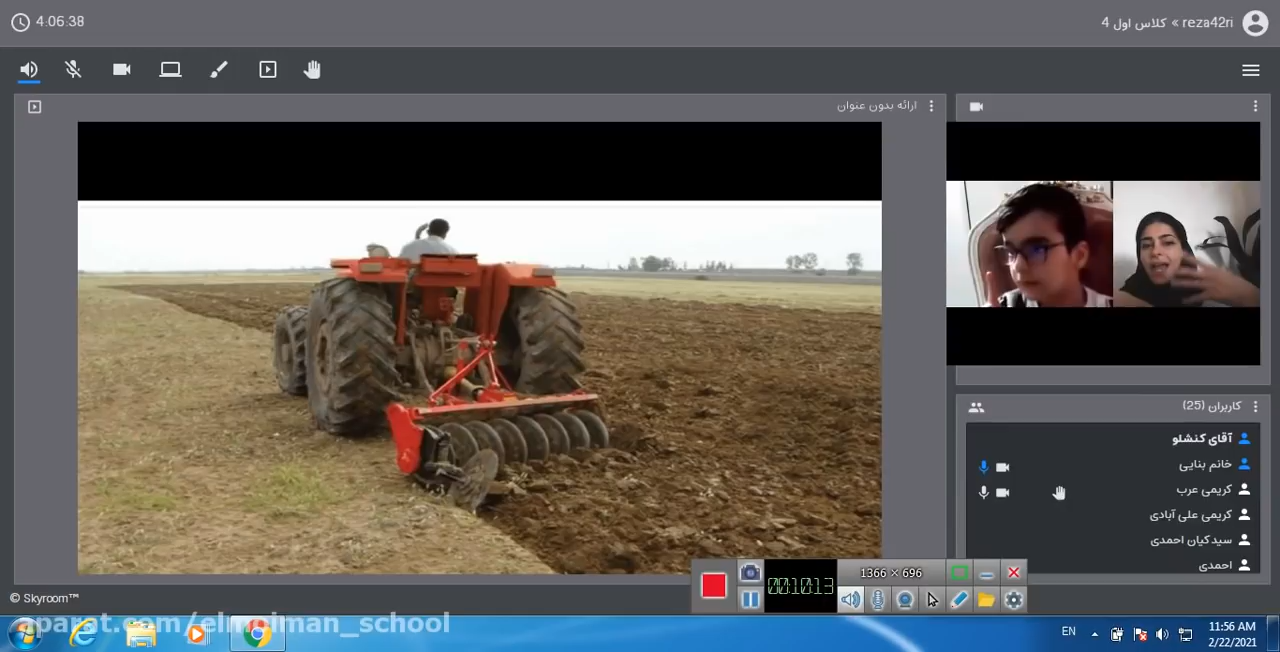 4:06:38
reza42ri » کلاس اول 4
ارائه بدون عنوان
کاربران (25)
آقای کنشلو
خانم بنایی
کریمی عرب
کریمی علی آبادی
سیدکیان احمدی
احمدی
1366 × 696
00:10:13
© Skyroom™
aparat.com/elmoiman_school
EN
11:56 AM
2/22/2021